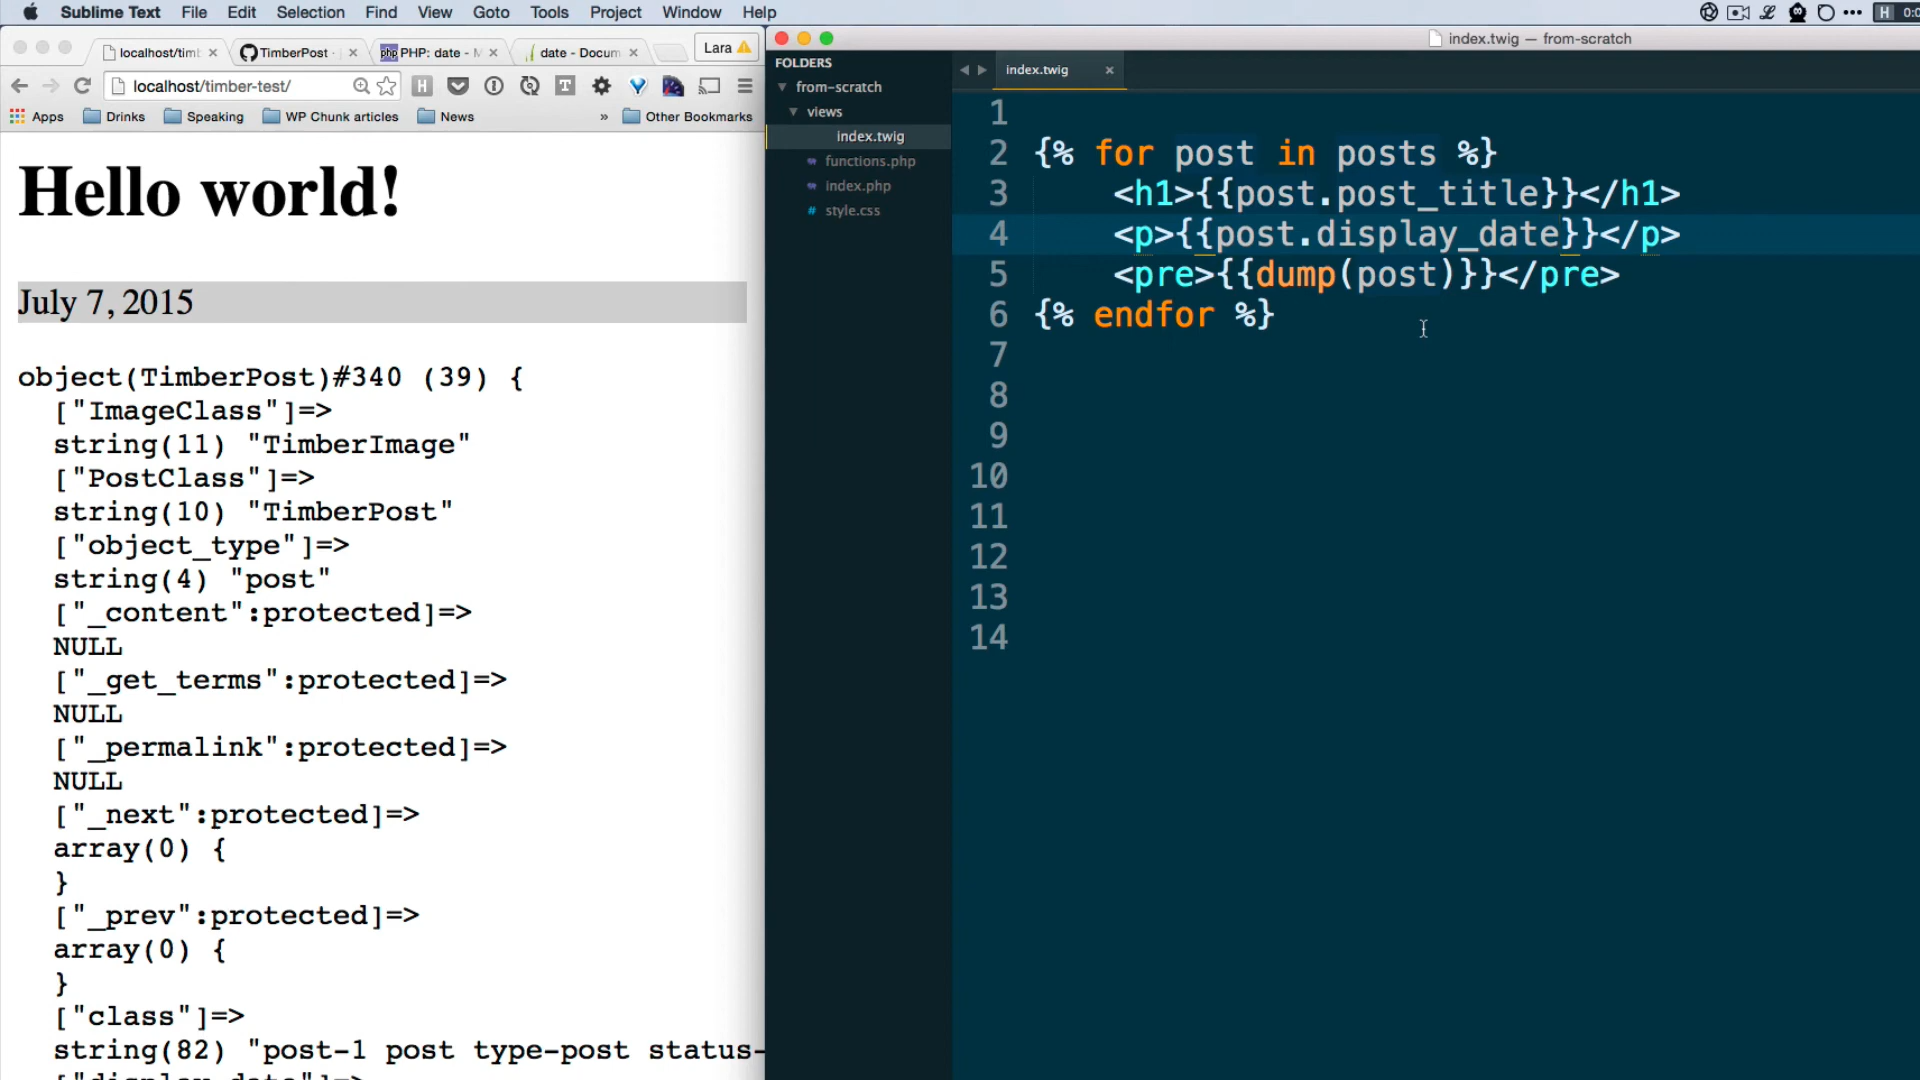 Sublime Text File Edit Selection Find View Goto Tools Project Window Help
H 0:0
localhost/timb
TimberPost ·
php PHP: date - M
date - Docum
Lara
localhost/timber-test/
Apps Drinks Speaking WP Chunk articles News » Other Bookmarks
Hello world!
July 7, 2015
object(TimberPost)#340 (39) {
["ImageClass"]=>
string(11) "TimberImage"
["PostClass"]=>
string(10) "TimberPost"
["object_type"]=>
string(4) "post"
["_content":protected]=>
NULL
["_get_terms":protected]=>
NULL
["_permalink":protected]=>
NULL
["_next":protected]=>
array(0) {
}
["_prev":protected]=>
array(0) {
}
["class"]=>
string(82) "post-1 post type-post status-
["display_date"]=>
index.twig — from-scratch
FOLDERS
from-scratch
views
index.twig
functions.php
index.php
# style.css
index.twig
1
2 {% for post in posts %}
3 <h1>{{post.post_title}}</h1>
4 <p>{{post.display_date}}</p>
5 <pre>{{dump(post)}}</pre>
6 {% endfor %}
7
8
9
10
11
12
13
14